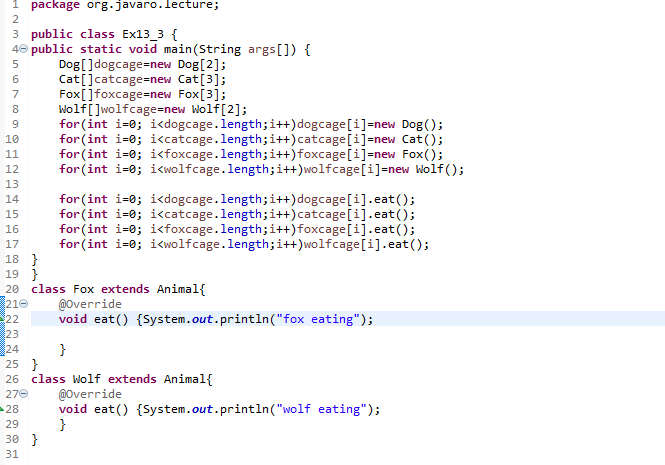 1 package org.javaro.lecture;
2
3 public class Ex13_3 {
4 public static void main(String args[]) {
5     Dog[]dogcage=new Dog[2];
6     Cat[]catcage=new Cat[3];
7     Fox[]foxcage=new Fox[3];
8     Wolf[]wolfcage=new Wolf[2];
9     for(int i=0; i<dogcage.length;i++)dogcage[i]=new Dog();
10     for(int i=0; i<catcage.length;i++)catcage[i]=new Cat();
11     for(int i=0; i<foxcage.length;i++)foxcage[i]=new Fox();
12     for(int i=0; i<wolfcage.length;i++)wolfcage[i]=new Wolf();
13
14     for(int i=0; i<dogcage.length;i++)dogcage[i].eat();
15     for(int i=0; i<catcage.length;i++)catcage[i].eat();
16     for(int i=0; i<foxcage.length;i++)foxcage[i].eat();
17     for(int i=0; i<wolfcage.length;i++)wolfcage[i].eat();
18 }
19 }
20 class Fox extends Animal{
21     @Override
22     void eat() {System.out.println("fox eating");
23
24     }
25 }
26 class Wolf extends Animal{
27     @Override
28     void eat() {System.out.println("wolf eating");
29     }
30 }
31